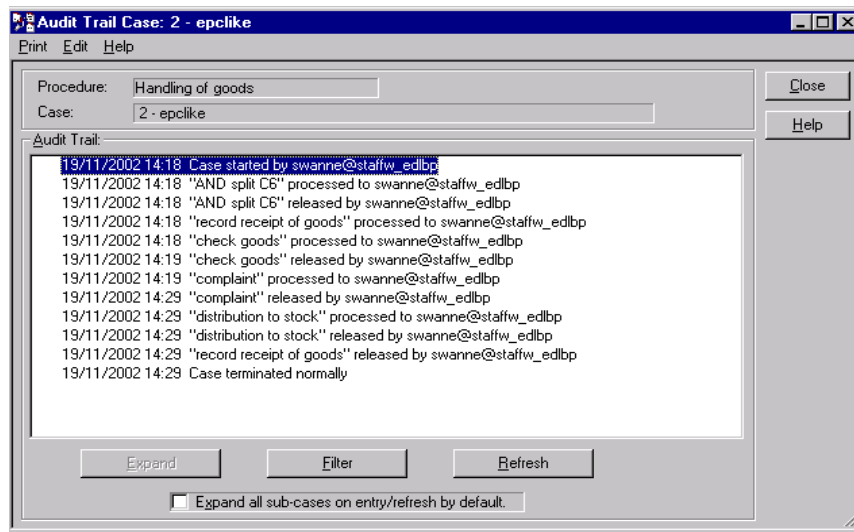 Audit Trail Case: 2 - epclike
Print Edit Help
Procedure: Handling of goods
Close
Case: 2 - epclike
Help
Audit Trail:
19/11/2002 14:18 Case started by swanne@staffw_edlbp
19/11/2002 14:18 "AND split C6" processed to swanne@staffw_edlbp
19/11/2002 14:18 "AND split C6" released by swanne@staffw_edlbp
19/11/2002 14:18 "record receipt of goods" processed to swanne@staffw_edlbp
19/11/2002 14:18 "check goods" processed to swanne@staffw_edlbp
19/11/2002 14:19 "check goods" released by swanne@staffw_edlbp
19/11/2002 14:19 "complaint" processed to swanne@staffw_edlbp
19/11/2002 14:29 "complaint" released by swanne@staffw_edlbp
19/11/2002 14:29 "distribution to stock" processed to swanne@staffw_edlbp
19/11/2002 14:29 "distribution to stock" released by swanne@staffw_edlbp
19/11/2002 14:29 "record receipt of goods" released by swanne@staffw_edlbp
19/11/2002 14:29 Case terminated normally
Expand Filter Refresh
Expand all sub-cases on entry/refresh by default.